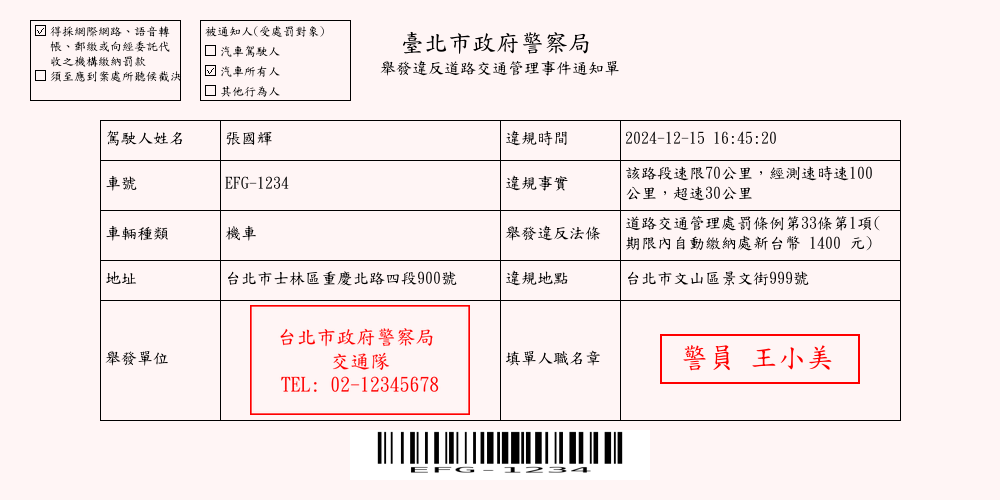 ☑得採網際網路、語音轉
帳、郵繳或向經委託代
收之機構繳納罰款
☐須至應到案處所聽候裁決
被通知人(受處罰對象)
☐汽車駕駛人
☑汽車所有人
☐其他行為人
臺北市政府警察局
舉發違反道路交通管理事件通知單
駕駛人姓名 張國輝 違規時間 2024-12-15 16:45:20
車號 EFG-1234 違規事實
該路段速限70公里，經測速時速100
公里，超速30公里
車輛種類 機車 舉發違反法條
道路交通管理處罰條例第33條第1項(
期限內自動繳納處新台幣 1400 元)
地址 台北市士林區重慶北路四段900號 違規地點 台北市文山區景文街999號
舉發單位
台北市政府警察局
交通隊
TEL: 02-12345678
填單人職名章
警員 王小美
EFG-1234